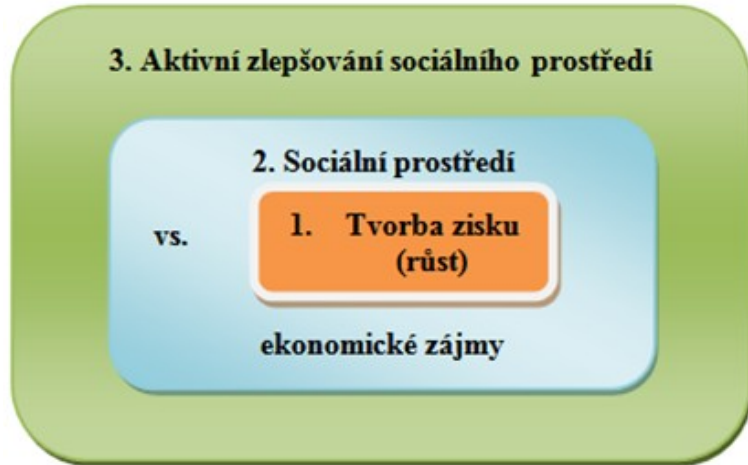 3. Aktivní zlepšování sociálního prostředí
2. Sociální prostředí
vs.
1. Tvorba zisku
(růst)
ekonomické zájmy